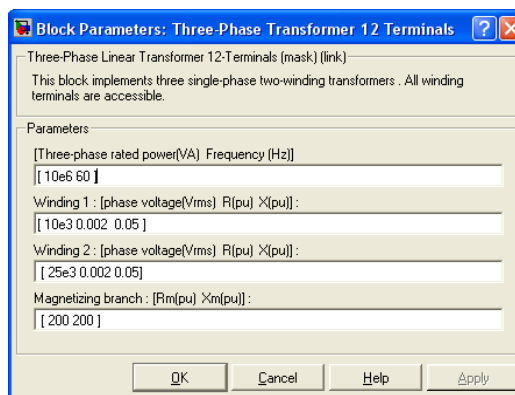 Block Parameters: Three-Phase Transformer 12 Terminals
Three-Phase Linear Transformer 12-Terminals (mask) (link)
This block implements three single-phase two-winding transformers . All winding
terminals are accessible.
Parameters
[Three-phase rated power(VA) Frequency (Hz)]
[ 10e6 60 ]
Winding 1 : [phase voltage(Vrms) R(pu) X(pu)] :
[ 10e3 0.002 0.05 ]
Winding 2 : [phase voltage(Vrms) R(pu) X(pu)] :
[ 25e3 0.002 0.05]
Magnetizing branch : [Rm(pu) Xm(pu)] :
[ 200 200 ]
OK Cancel Help Apply